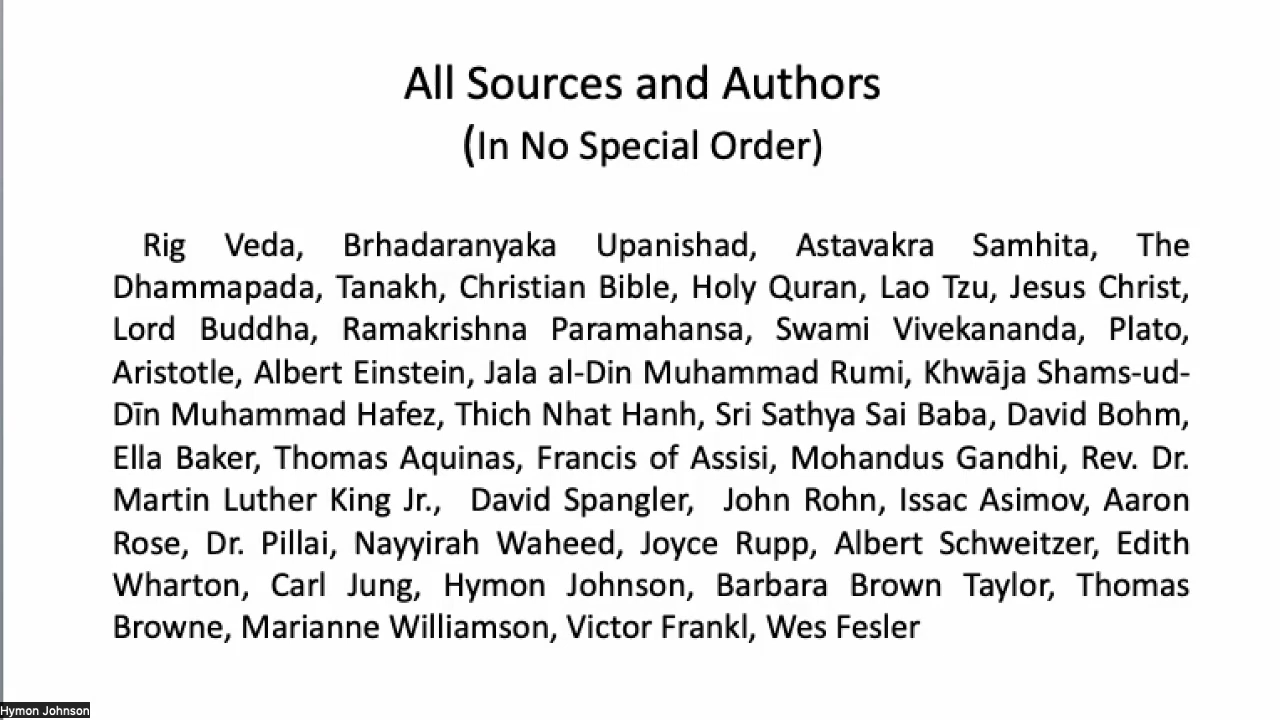 All Sources and Authors
(In No Special Order)
Rig Veda, Brhadaranyaka Upanishad, Astavakra Samhita, The
Dhammapada, Tanakh, Christian Bible, Holy Quran, Lao Tzu, Jesus Christ,
Lord Buddha, Ramakrishna Paramahansa, Swami Vivekananda, Plato,
Aristotle, Albert Einstein, Jala al-Din Muhammad Rumi, Khwāja Shams-ud-
Dīn Muhammad Hafez, Thich Nhat Hanh, Sri Sathya Sai Baba, David Bohm,
Ella Baker, Thomas Aquinas, Francis of Assisi, Mohandus Gandhi, Rev. Dr.
Martin Luther King Jr., David Spangler, John Rohn, Issac Asimov, Aaron
Rose, Dr. Pillai, Nayyirah Waheed, Joyce Rupp, Albert Schweitzer, Edith
Wharton, Carl Jung, Hymon Johnson, Barbara Brown Taylor, Thomas
Browne, Marianne Williamson, Victor Frankl, Wes Fesler
Hymon Johnson